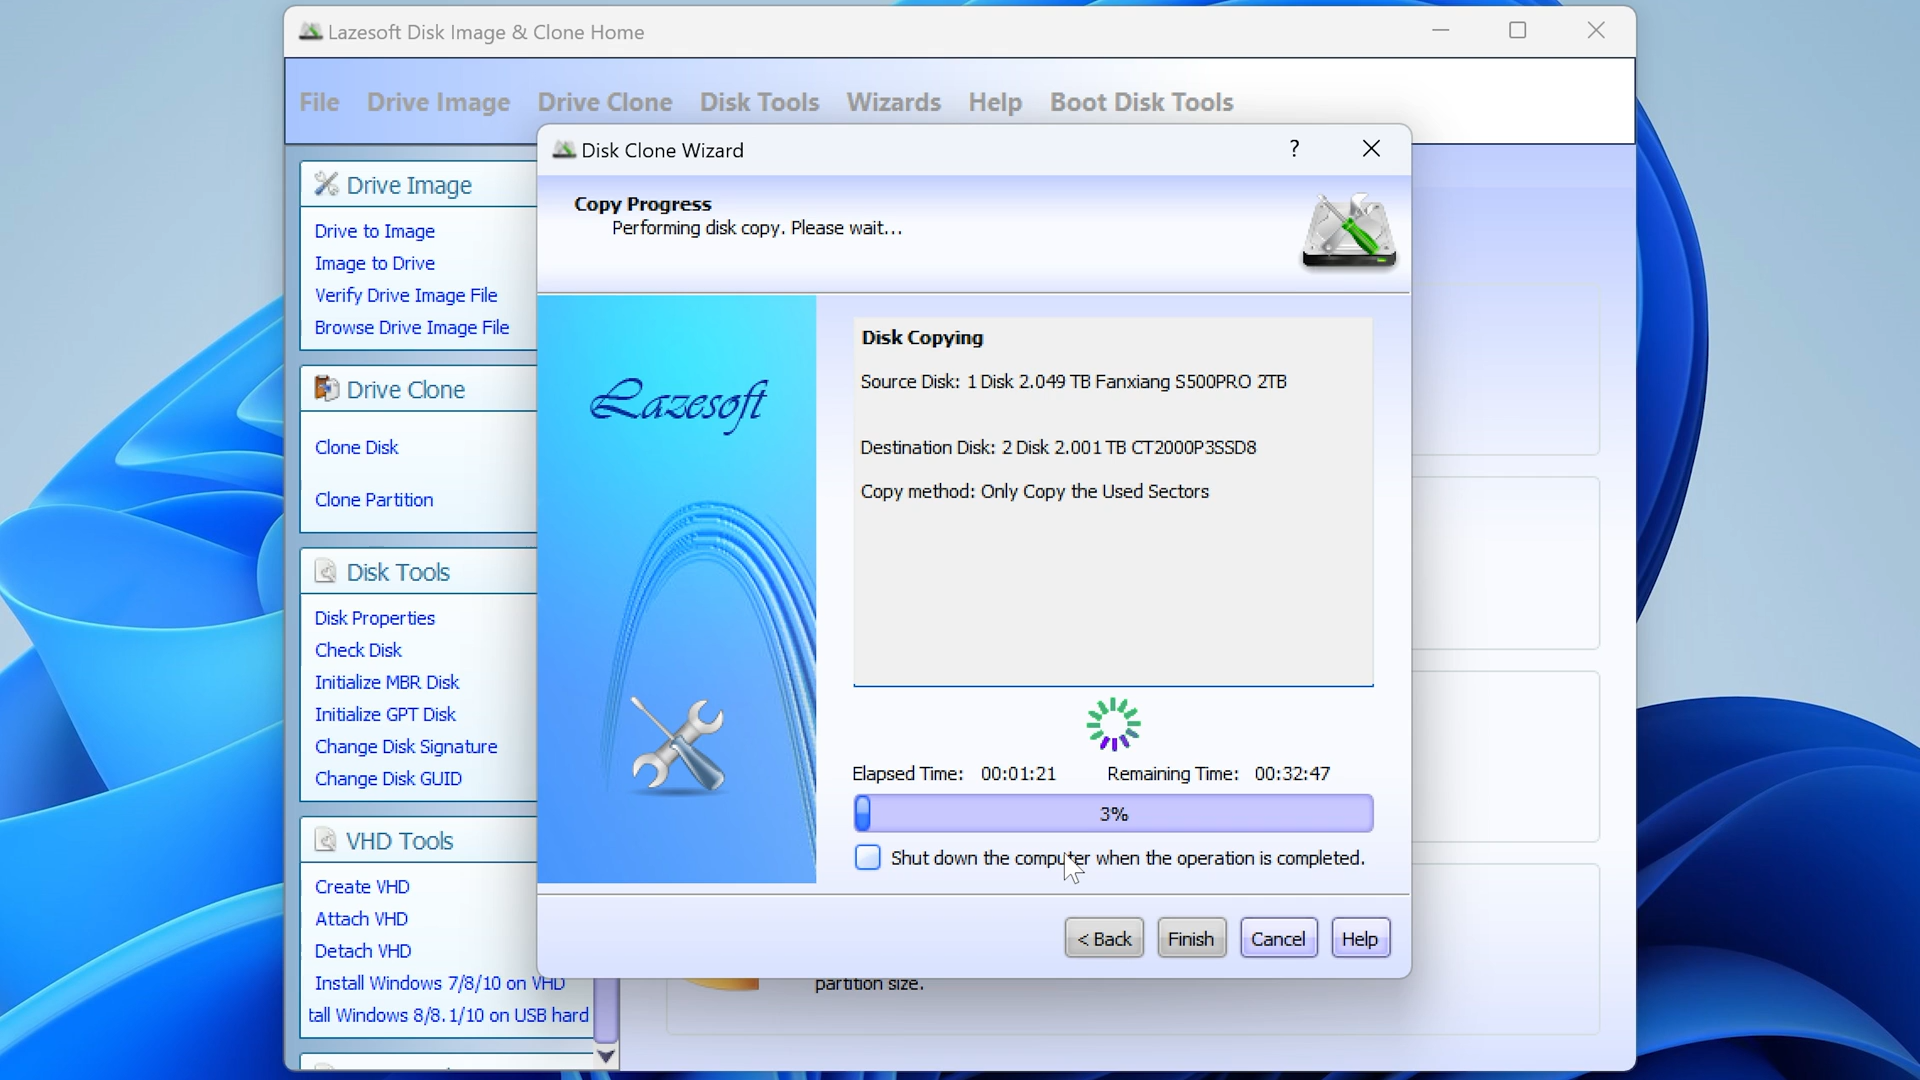 Lazesoft Disk Image & Clone Home
File Drive Image Drive Clone Disk Tools Wizards Help Boot Disk Tools
Drive Image
Drive to Image
Image to Drive
Verify Drive Image File
Browse Drive Image File
Drive Clone
Clone Disk
Clone Partition
Disk Tools
Disk Properties
Check Disk
Initialize MBR Disk
Initialize GPT Disk
Change Disk Signature
Change Disk GUID
VHD Tools
Create VHD
Attach VHD
Detach VHD
Install Windows 7/8/10 on VHD
tall Windows 8/8.1/10 on USB hard
Disk Clone Wizard
?
Copy Progress
Performing disk copy. Please wait...
Lazesoft
Disk Copying
Source Disk: 1 Disk 2.049 TB Fanxiang S500PRO 2TB
Destination Disk: 2 Disk 2.001 TB CT2000P3SSD8
Copy method: Only Copy the Used Sectors
Elapsed Time: 00:01:21 Remaining Time: 00:32:47
3%
Shut down the computer when the operation is completed.
< Back Finish Cancel Help
partition size.